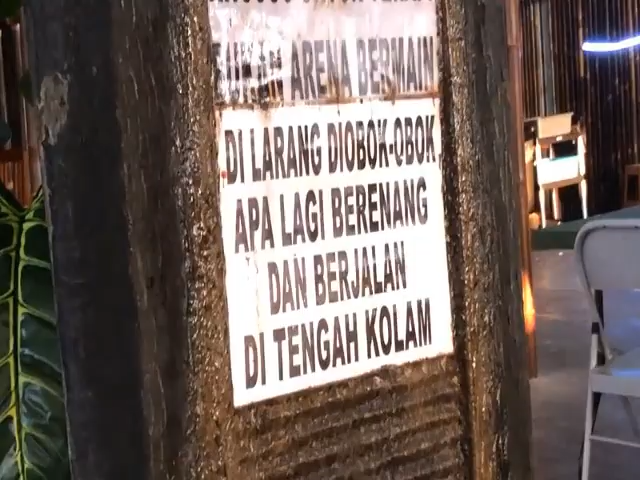 ARENA BERMAIN
DI LARANG DIOBOK-OBOK
APA LAGI BERENANG
DAN BERJALAN
DI TENGAH KOLAM